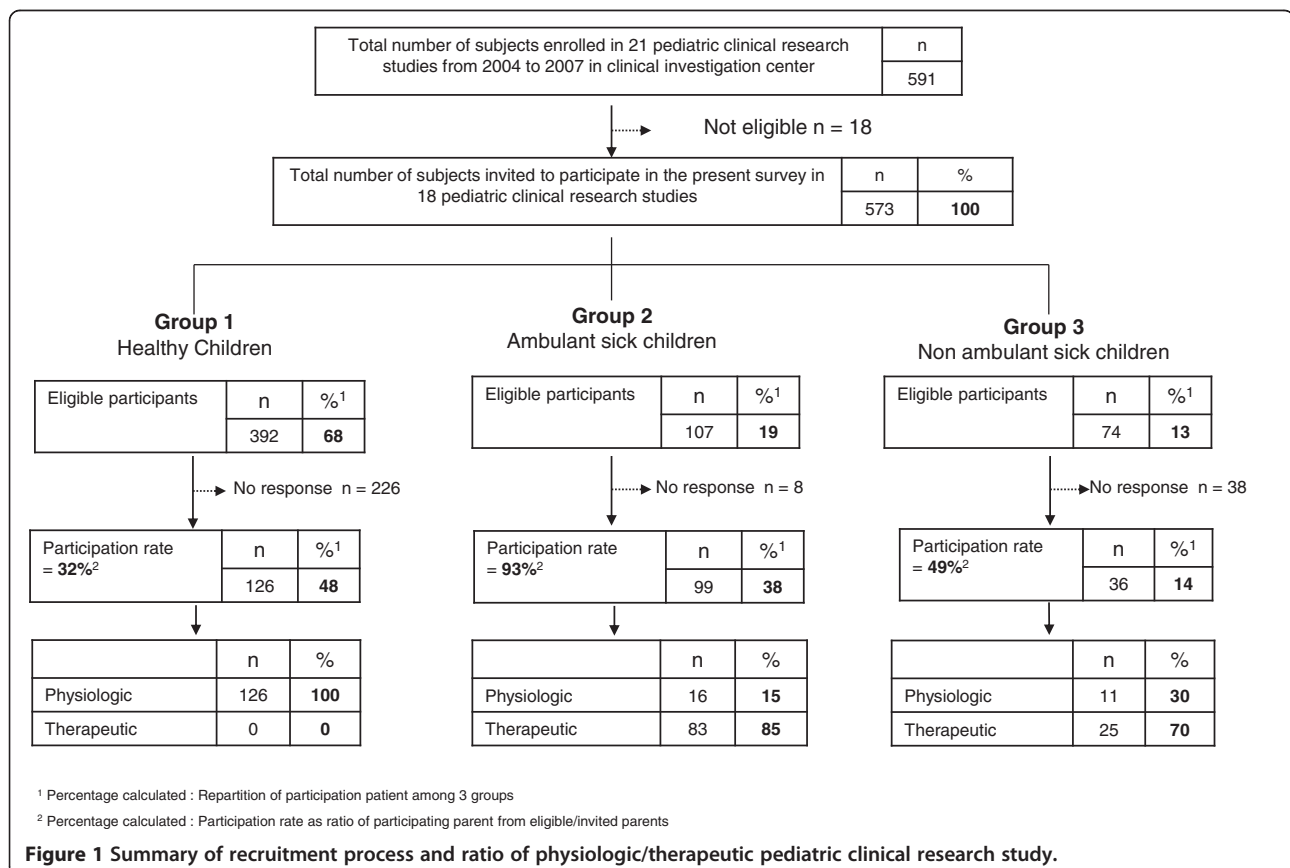 Total number of subjects enrolled in 21 pediatric clinical research
studies from 2004 to 2007 in clinical investigation center
n
591
Not eligible n = 18
Total number of subjects invited to participate in the present survey in
18 pediatric clinical research studies
n %
573 100
Group 1
Healthy Children
Eligible participants n %¹
392 68
No response n = 226
Participation rate
= 32%²
n %¹
126 48
n %
Physiologic 126 100
Therapeutic 0 0
Group 2
Ambulant sick children
Eligible participants n %¹
107 19
No response n = 8
Participation rate
= 93%²
n %¹
99 38
n %
Physiologic 16 15
Therapeutic 83 85
Group 3
Non ambulant sick children
Eligible participants n %¹
74 13
No response n = 38
Participation rate
= 49%²
n %¹
36 14
n %
Physiologic 11 30
Therapeutic 25 70
¹ Percentage calculated : Repartition of participation patient among 3 groups
² Percentage calculated : Participation rate as ratio of participating parent from eligible/invited parents
Figure 1 Summary of recruitment process and ratio of physiologic/therapeutic pediatric clinical research study.